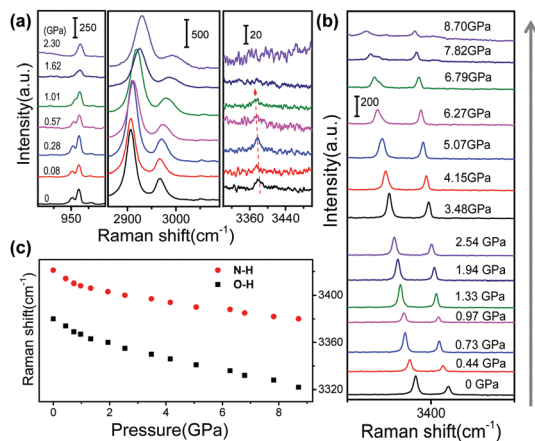 (a)
(GPa)
250
500
20
2.30
1.62
1.01
0.57
0.28
0.08
0
Intensity(a.u.)
950
2900
3000
3360
3440
Raman shift(cm-1)
(b)
8.70GPa
7.82GPa
6.79GPa
200
6.27GPa
5.07GPa
4.15GPa
3.48GPa
2.54 GPa
1.94 GPa
1.33 GPa
0.97 GPa
0.73 GPa
0.44 GPa
0 GPa
Intensity(a.u.)
3400
Raman shift(cm-1)
(c)
N-H
O-H
Raman shift(cm-1)
3400
3360
3320
0
2
4
6
8
Pressure(GPa)